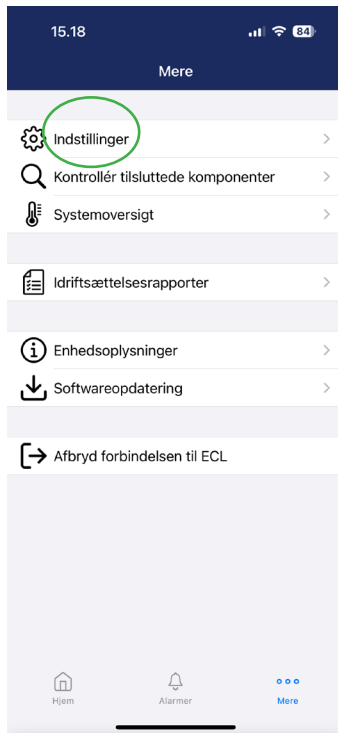 15.18
84
Mere
Indstillinger
Kontrollér tilsluttede komponenter
Systemoversigt
Idriftsættelsesrapporter
Enhedsoplysninger
Softwareopdatering
Afbryd forbindelsen til ECL
Hjem
Alarmer
Mere